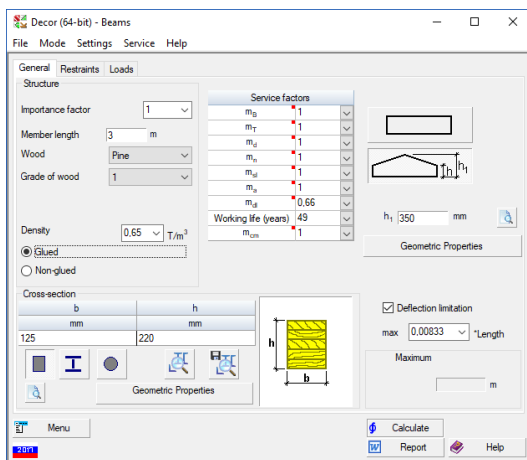 Decor (64-bit) - Beams
File Mode Settings Service Help
General Restraints Loads
Structure
Importance factor 1
Member length 3 m
Wood Pine
Grade of wood 1
Density 0,65 T/m³
Glued
Non-glued
Service factors
mB 1
mT 1
md 1
mn 1
msl 1
ma 1
mdl 0,66
Working life (years) 49
mcm 1
h h1
h1 350 mm
Geometric Properties
Cross-section
b h
mm mm
125 220
Geometric Properties
h
b
Deflection limitation
max 0,00833 *Length
Maximum
m
Menu
Calculate
Report Help